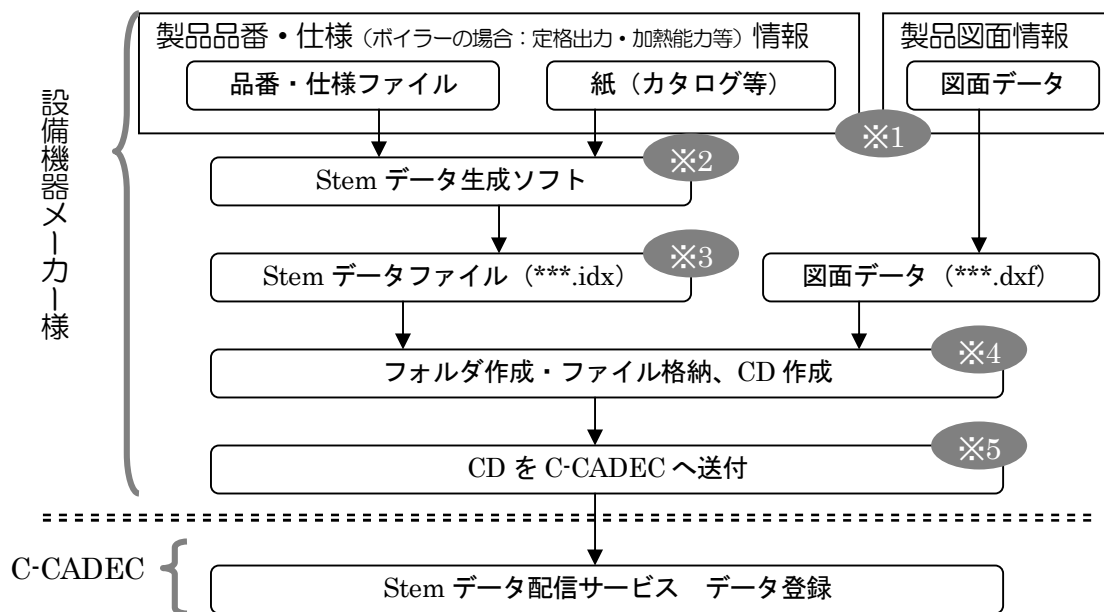 製品品番・仕様（ボイラーの場合：定格出力・加熱能力等）情報
製品図面情報
品番・仕様ファイル
紙（カタログ等）
図面データ
※1
設備機器メーカー様
※2
Stem データ生成ソフト
※3
Stem データファイル（***.idx）
図面データ（***.dxf）
※4
フォルダ作成・ファイル格納、CD 作成
※5
CD を C-CADEC へ送付
C-CADEC
Stem データ配信サービス　データ登録